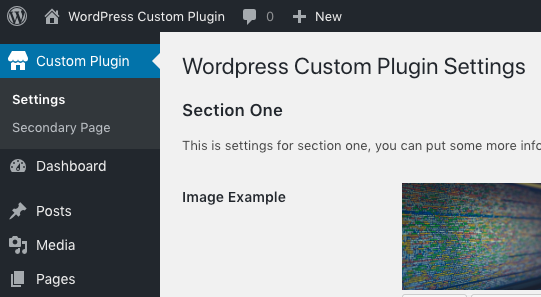 WordPress Custom Plugin 0 New
Custom Plugin
Settings
Secondary Page
Dashboard
Posts
Media
Pages
Wordpress Custom Plugin Settings
Section One
This is settings for section one, you can put some more info
Image Example